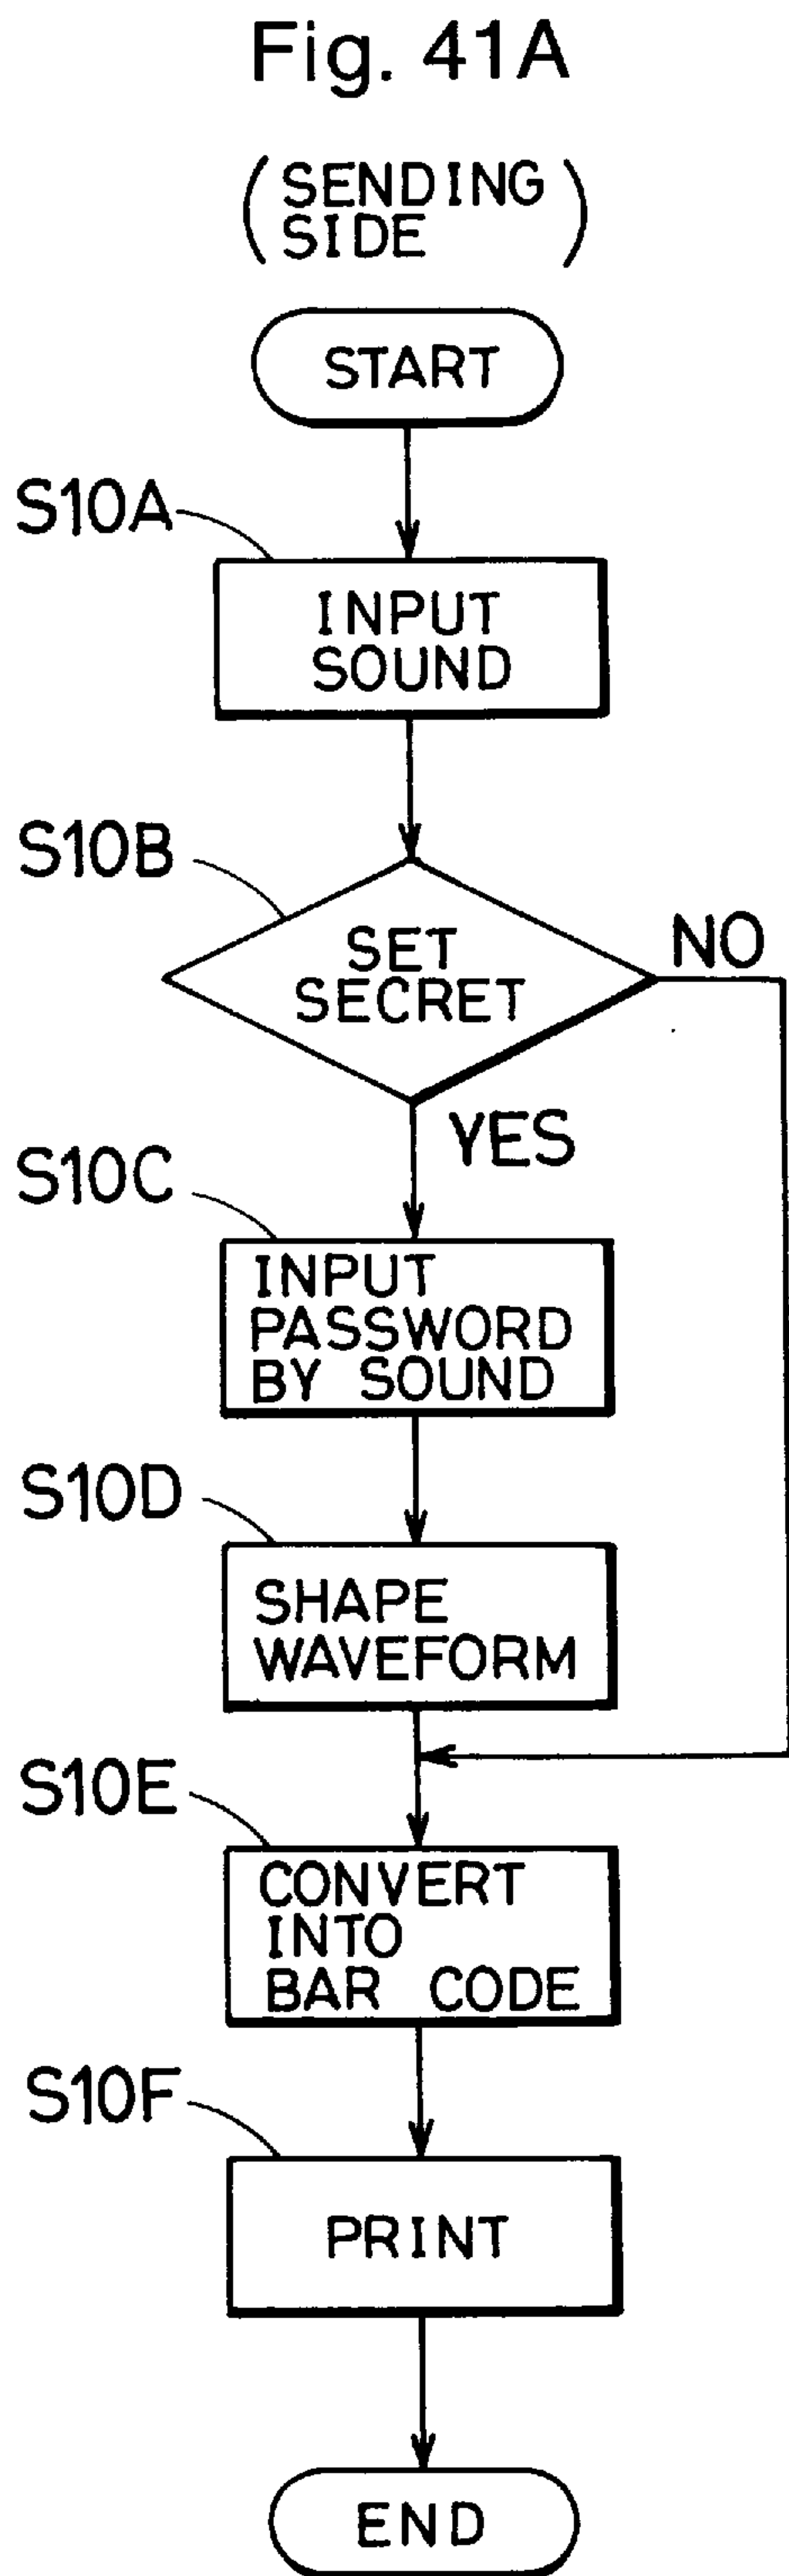 Fig. 41A
(SENDING
SIDE)
START
S10A
INPUT
SOUND
S10B
SET
SECRET
NO
YES
S10C
INPUT
PASSWORD
BY SOUND
S10D
SHAPE
WAVEFORM
S10E
CONVERT
INTO
BAR CODE
S10F
PRINT
END